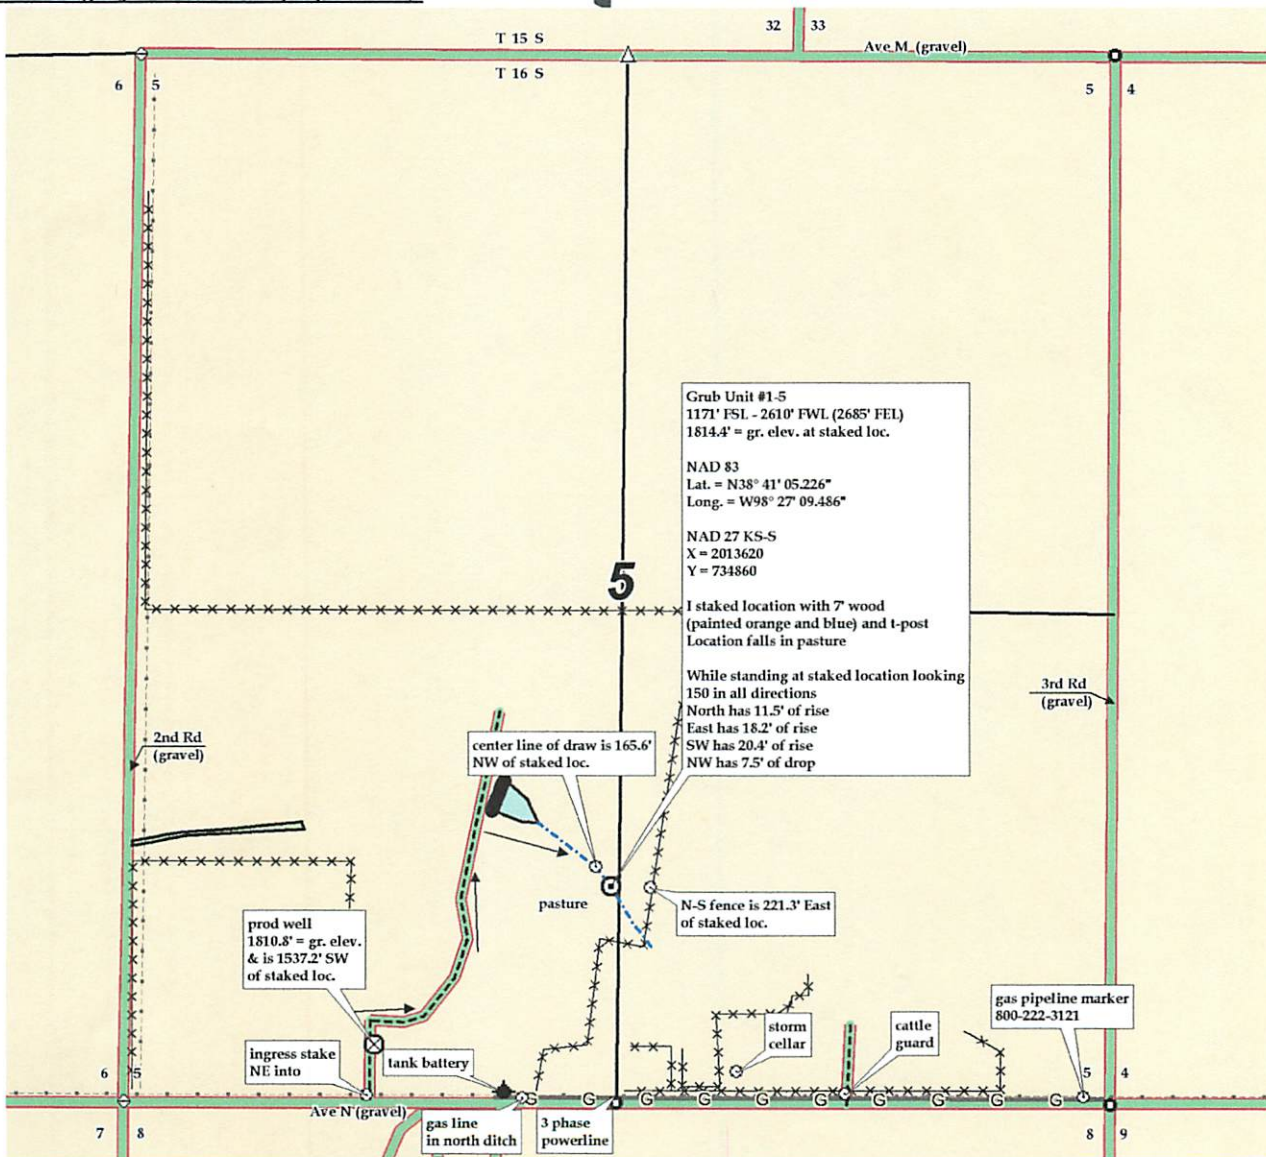 32 33
T 15 S
Ave M (gravel)
T 16 S
6 5
5 4
Grub Unit #1-5
1171' FSL - 2610' FWL (2685' FEL)
1814.4' = gr. elev. at staked loc.
NAD 83
Lat. = N38° 41' 05.226"
Long. = W98° 27' 09.486"
NAD 27 KS-S
X = 2013620
Y = 734860
I staked location with 7' wood
(painted orange and blue) and t-post
Location falls in pasture
While standing at staked location looking
150 in all directions
North has 11.5' of rise
East has 18.2' of rise
SW has 20.4' of rise
NW has 7.5' of drop
5
3rd Rd
(gravel)
2nd Rd
(gravel)
center line of draw is 165.6'
NW of staked loc.
pasture
N-S fence is 221.3' East
of staked loc.
prod well
1810.8' = gr. elev.
& is 1537.2' SW
of staked loc.
gas pipeline marker
800-222-3121
storm
cellar
cattle
guard
ingress stake
NE into
tank battery
6 5
5 4
G G G G G G G G G G
Ave N (gravel)
gas line
in north ditch
3 phase
powerline
7 8
8 9